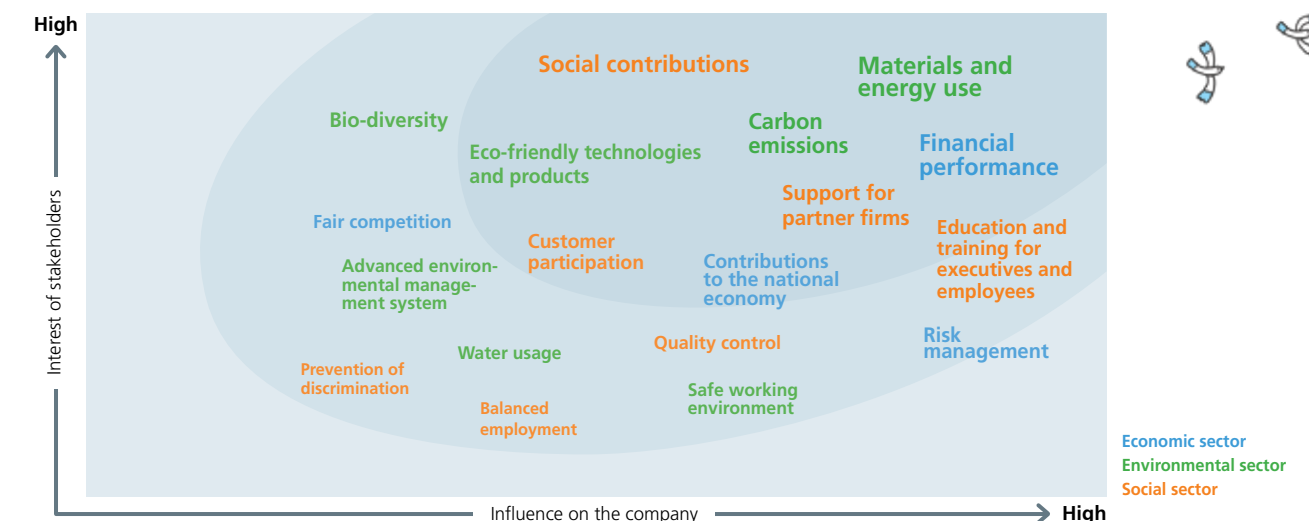 High
Social contributions
Materials and
energy use
Bio-diversity
Carbon
emissions
Eco-friendly technologies
and products
Financial
performance
Support for
partner firms
Fair competition
Customer
participation
Education and
training for
executives and
employees
Advanced environ-
mental manage-
ment system
Contributions
to the national
economy
Interest of stakeholders
Water usage
Quality control
Risk
management
Prevention of
discrimination
Safe working
environment
Balanced
employment
Economic sector
Environmental sector
Social sector
Influence on the company
High